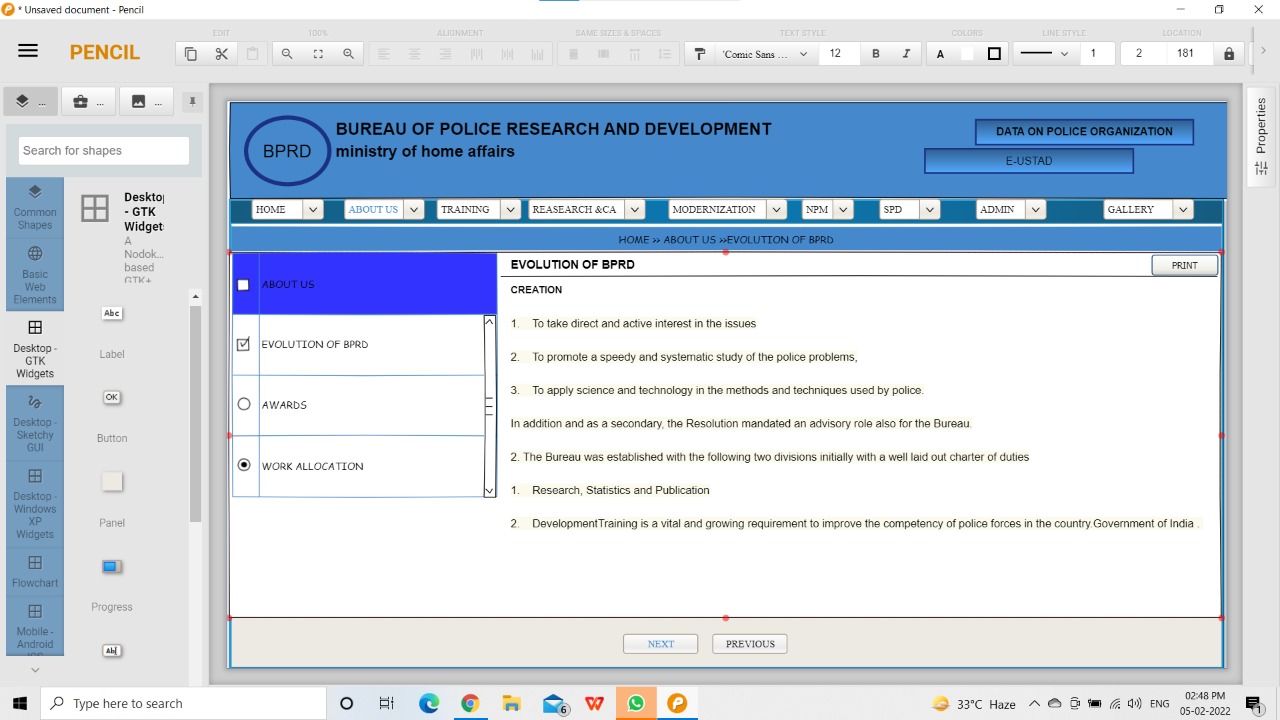 * Unsaved document - Pencil
EDIT 100% ALIGNMENT SAME SIZES & SPACES TEXT STYLE COLORS LINE STYLE LOCATION
PENCIL
'Comic Sans ... 12 B I A 1 2 181
... ... ...
Search for shapes
Common Shapes
Basic Web Elements
Desktop - GTK Widgets
Desktop - Sketchy GUI
Desktop - Windows XP Widgets
Flowchart
Mobile - Android
Desktop
- GTK
Widgets
A
Nodok...
based
GTK+
Abc
Label
OK
Button
Panel
Progress
Properties
BPRD
BUREAU OF POLICE RESEARCH AND DEVELOPMENT
ministry of home affairs
DATA ON POLICE ORGANIZATION
E-USTAD
HOME ABOUT US TRAINING REASEARCH &CA MODERNIZATION NPM SPD ADMIN GALLERY
HOME >> ABOUT US >>EVOLUTION OF BPRD
ABOUT US
EVOLUTION OF BPRD
AWARDS
WORK ALLOCATION
EVOLUTION OF BPRD
PRINT
CREATION
1. To take direct and active interest in the issues
2. To promote a speedy and systematic study of the police problems,
3. To apply science and technology in the methods and techniques used by police.
In addition and as a secondary, the Resolution mandated an advisory role also for the Bureau.
2. The Bureau was established with the following two divisions initially with a well laid out charter of duties
1. Research, Statistics and Publication
2. DevelopmentTraining is a vital and growing requirement to improve the competency of police forces in the country.Government of India .
NEXT PREVIOUS
Type here to search
6
33°C Haze
ENG
02:48 PM
05-02-2022
1